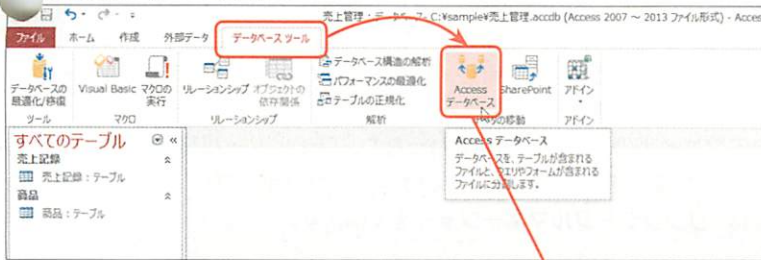 売上管理：データベース- C:¥sample¥売上管理.accdb (Access 2007 ～ 2013 ファイル形式) - Acces
ファイル ホーム 作成 外部データ データベース ツール
データベースの
最適化/修復
Visual Basic
マクロの
実行
リレーションシップ
オブジェクトの
依存関係
データベース構造の解析
パフォーマンスの最適化
テーブルの正規化
Access
データベース
SharePoint
アドイン
ツール マクロ リレーションシップ 解析 の移動 アドイン
すべてのテーブル
売上記録
売上記録：テーブル
商品
商品：テーブル
Access データベース
データベースを、テーブルが含まれる
ファイルと、クエリやフォームが含まれる
ファイルに分割します。